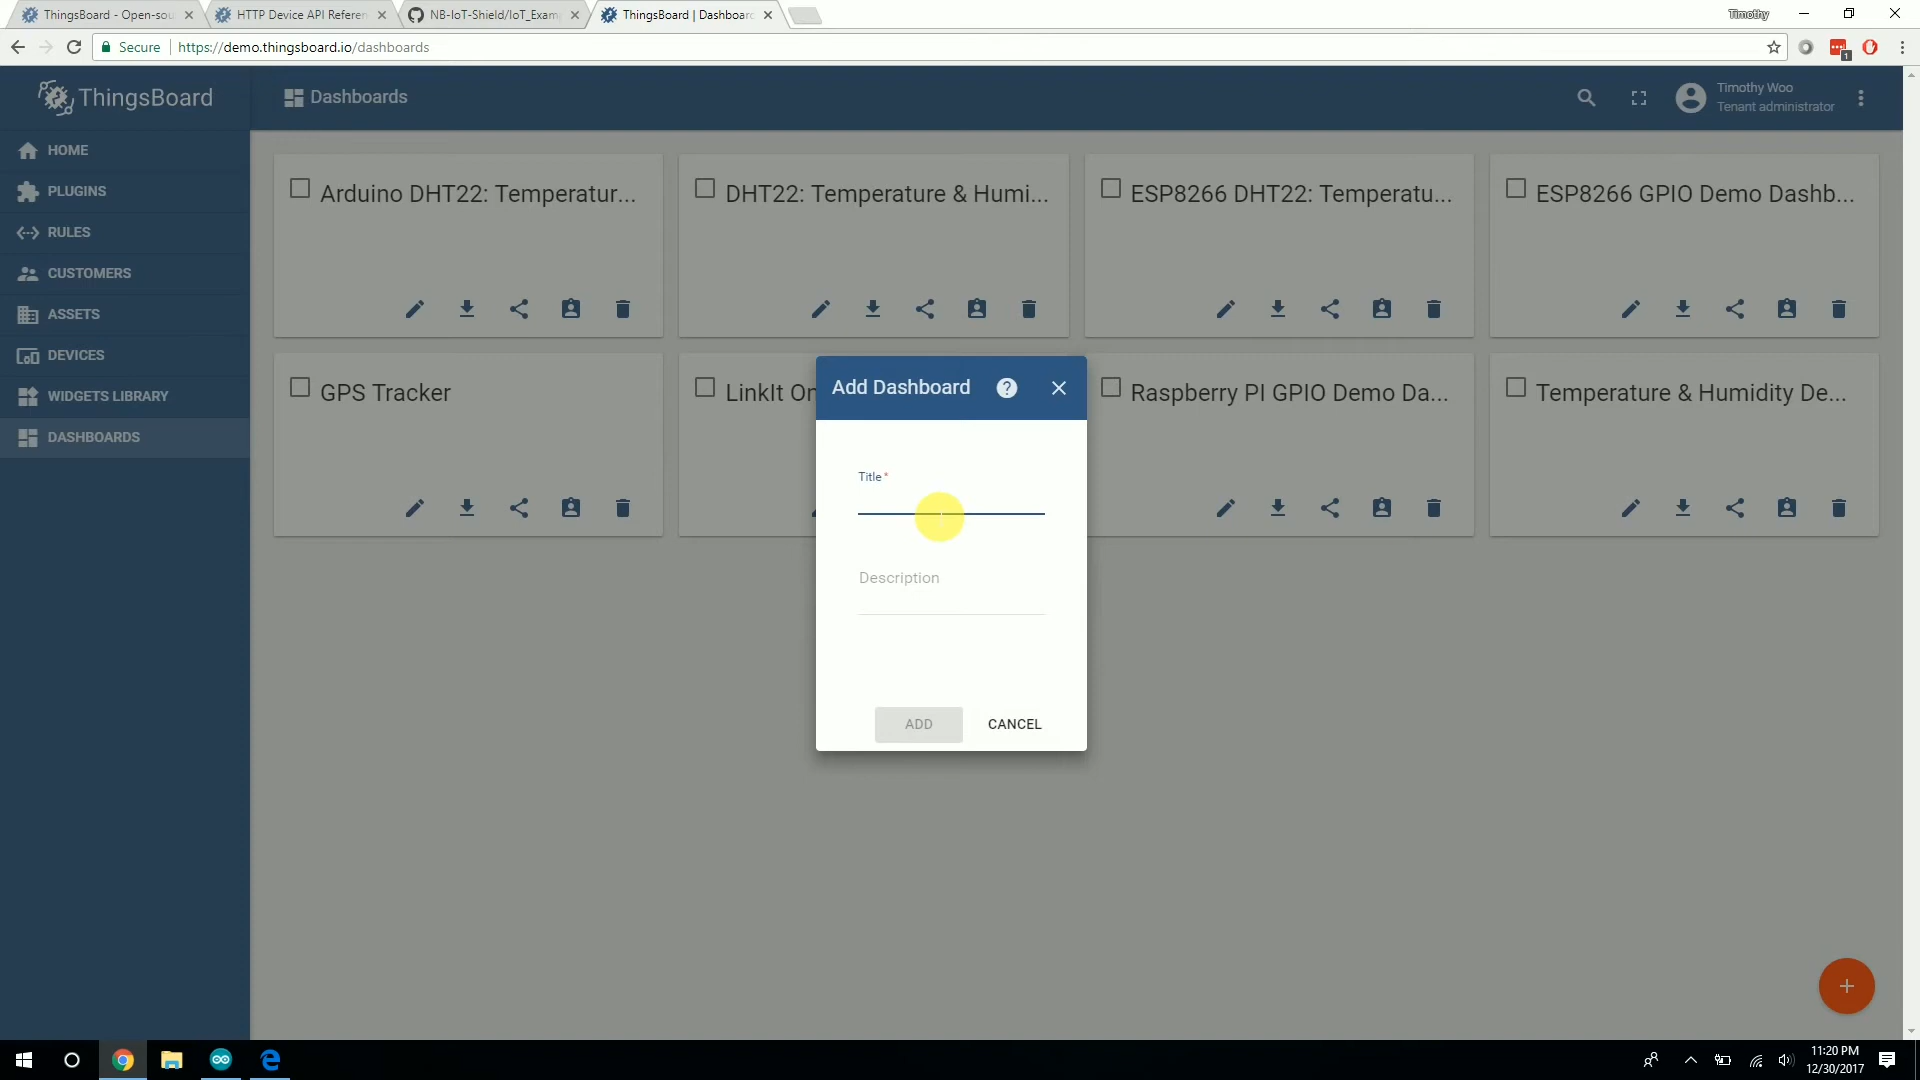 ThingsBoard - Open-sou
HTTP Device API Referen
NB-IoT-Shield/IoT_Exam
ThingsBoard | Dashboar
Timothy
Secure
https://demo.thingsboard.io/dashboards
1
ThingsBoard
Dashboards
Timothy Woo
Tenant administrator
HOME
PLUGINS
RULES
CUSTOMERS
ASSETS
DEVICES
WIDGETS LIBRARY
DASHBOARDS
Arduino DHT22: Temperatur...
DHT22: Temperature & Humi...
ESP8266 DHT22: Temperatu...
ESP8266 GPIO Demo Dashb...
GPS Tracker
LinkIt On
Raspberry PI GPIO Demo Da...
Temperature & Humidity De...
Add Dashboard
Title *
Description
ADD
CANCEL
11:20 PM
12/30/2017